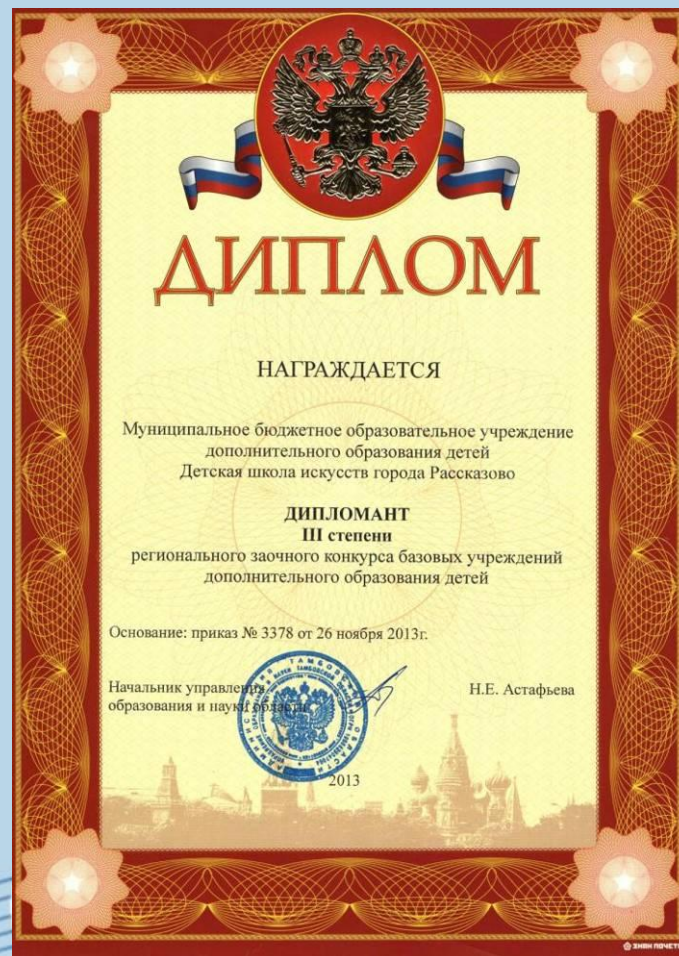 ДИПЛОМ
НАГРАЖДАЕТСЯ
Муниципальное бюджетное образовательное учреждение
дополнительного образования детей
Детская школа искусств города Рассказово
ДИПЛОМАНТ
III степени
регионального заочного конкурса базовых учреждений
дополнительного образования детей
Основание: приказ № 3378 от 26 ноября 2013г.
Начальник управления
образования и науки области
Н.Е. Астафьева
2013
ЗНАК ПОЧЕТА